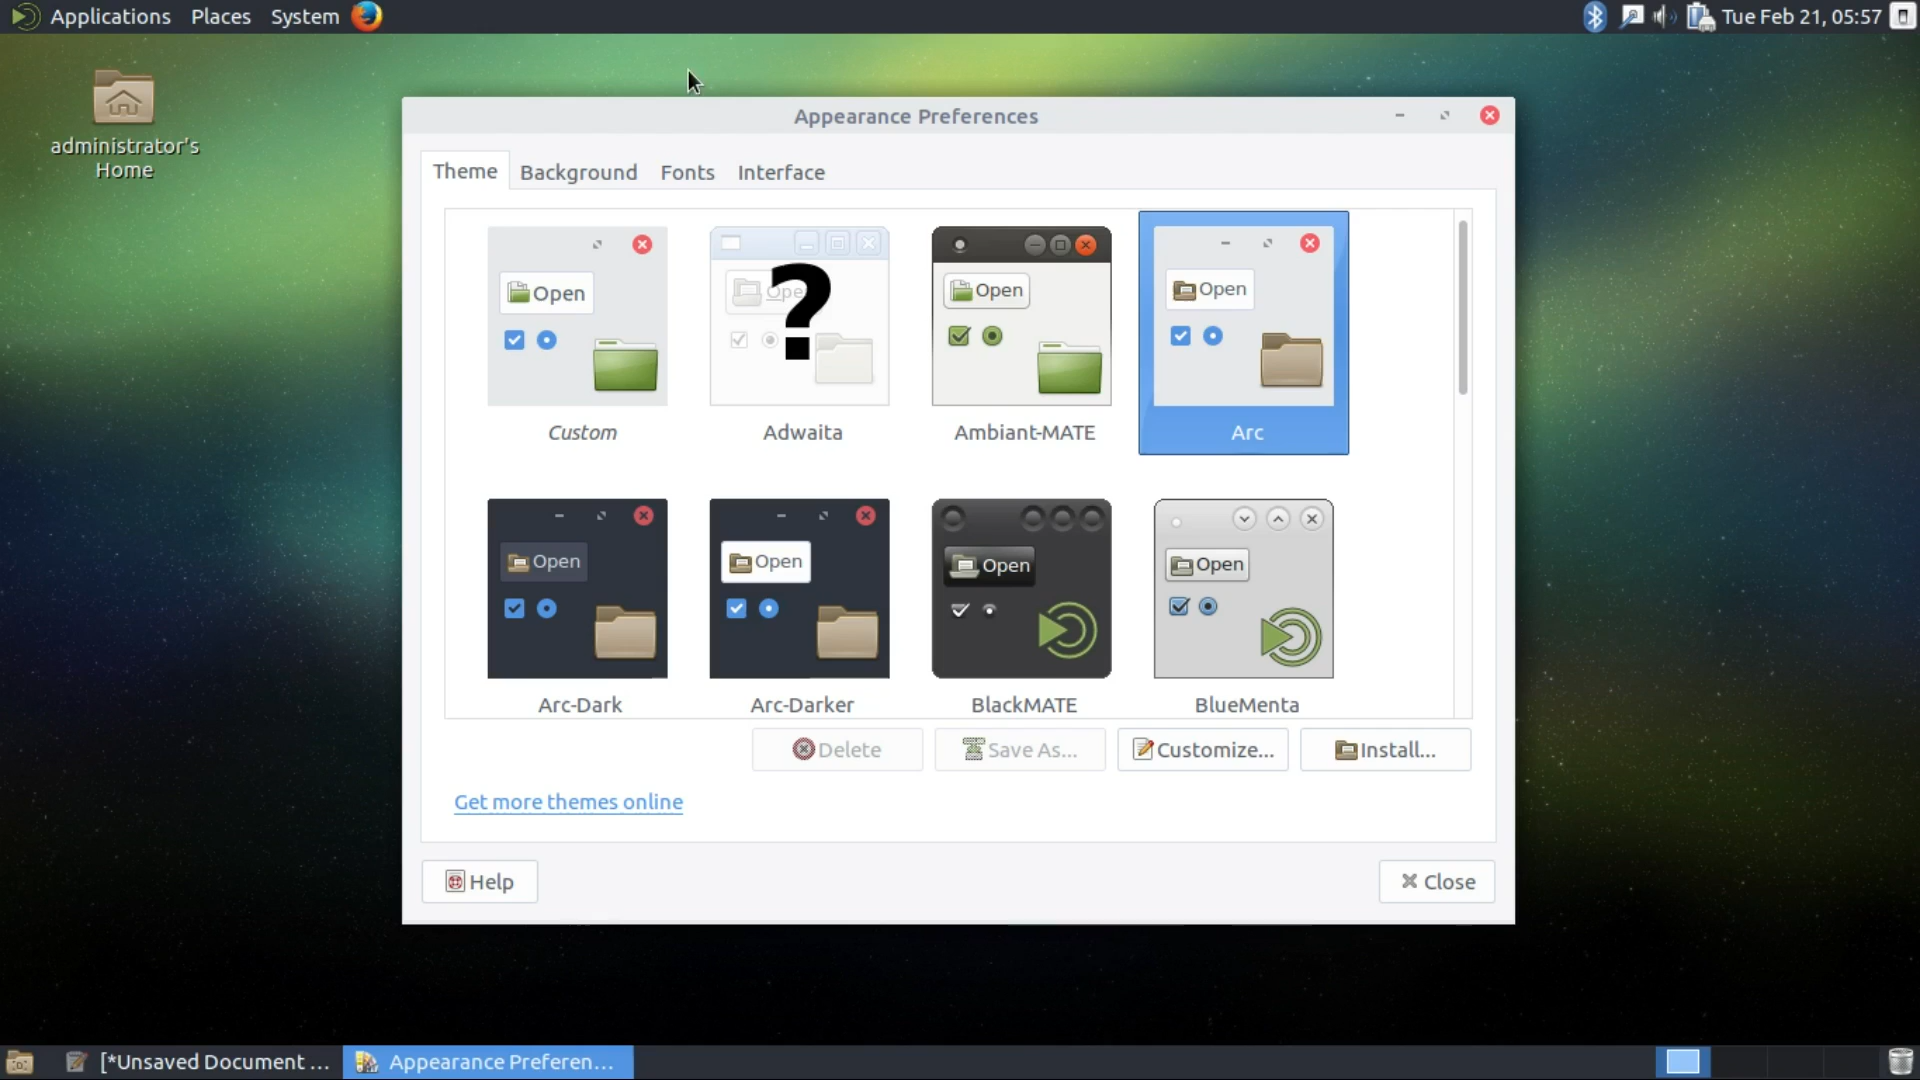 Applications Places System
Tue Feb 21, 05:57
administrator's
Home
Appearance Preferences
Theme Background Fonts Interface
Open
Open
Open
Open
Custom Adwaita Ambiant-MATE Arc
Open
Open
Open
Open
Arc-Dark Arc-Darker BlackMATE BlueMenta
Delete Save As... Customize... Install...
Get more themes online
Help Close
[*Unsaved Document ... Appearance Preferen...